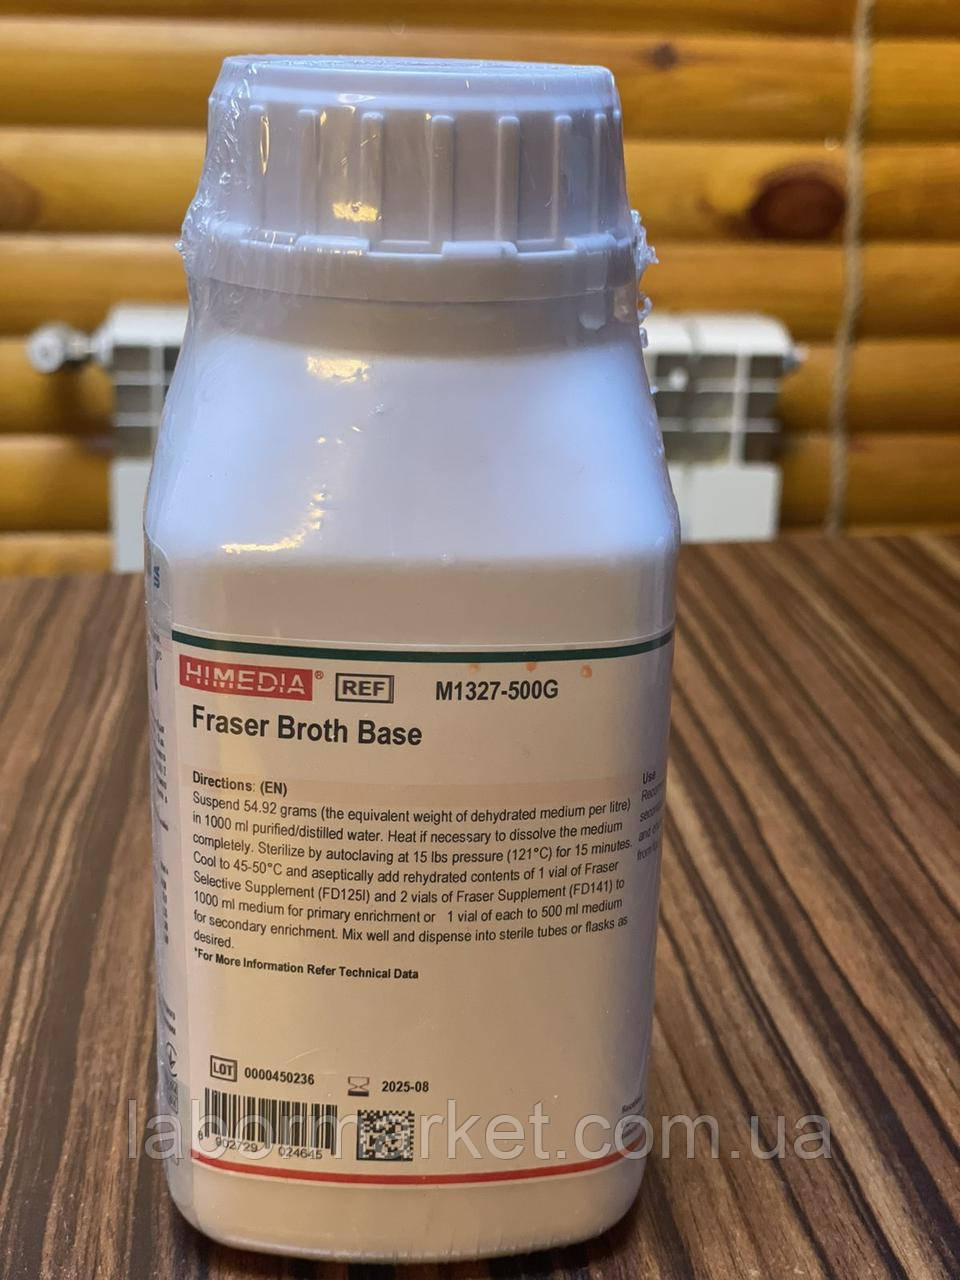 UA
HIMEDIA® REF M1327-500G
Fraser Broth Base
Directions: (EN)
Suspend 54.92 grams (the equivalent weight of dehydrated medium per litre)
in 1000 ml purified/distilled water. Heat if necessary to dissolve the medium
completely. Sterilize by autoclaving at 15 lbs pressure (121°C) for 15 minutes.
Cool to 45-50°C and aseptically add rehydrated contents of 1 vial of Fraser
Selective Supplement (FD125I) and 2 vials of Fraser Supplement (FD141) to
1000 ml medium for primary enrichment or 1 vial of each to 500 ml medium
for secondary enrichment. Mix well and dispense into sterile tubes or flasks as
desired.
*For More Information Refer Technical Data
Use
LOT 0000450236 2025-08
8 902729 024645
labormarket.com.ua